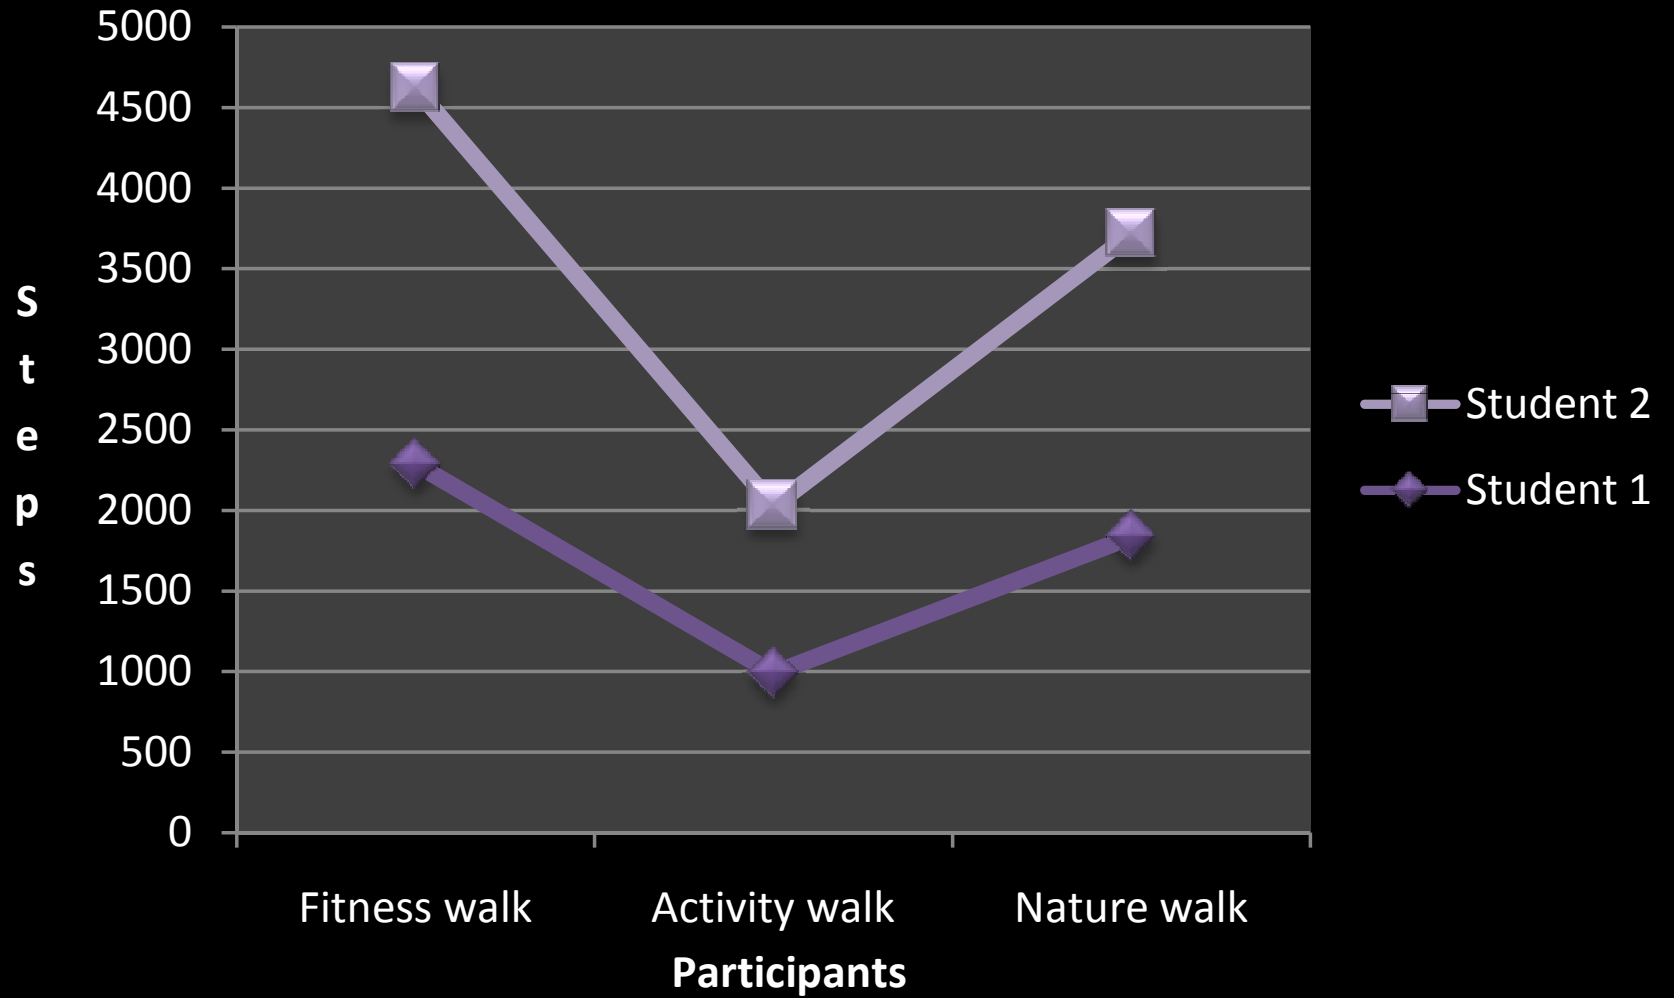 5000
4500
4000
3500
3000
2500
2000
1500
1000
500
0
S
t
e
p
s
Fitness walk
Activity walk
Nature walk
Participants
Student 2
Student 1